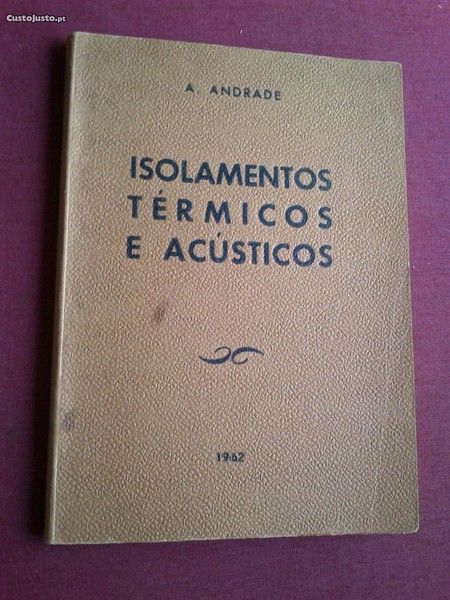 CustoJusto.pt
A. ANDRADE
ISOLAMENTOS
TÉRMICOS
E ACÚSTICOS
1962